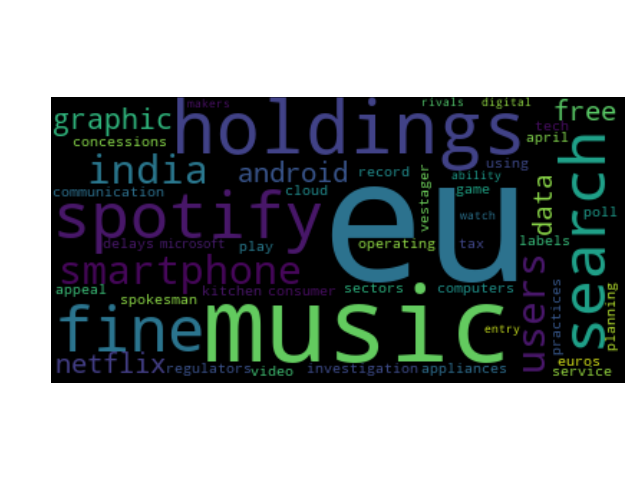 makers rivals digital
graphic holdings free
concessions tech
april
india android record using search
communication cloud vestager ability data
game
spotify eu watch poll
delays microsoft play operating tax labels
smartphone users
appeal kitchen consumer sectors computers practices planning
spokesman
fine music entry
netflix regulators video investigation appliances euros
service